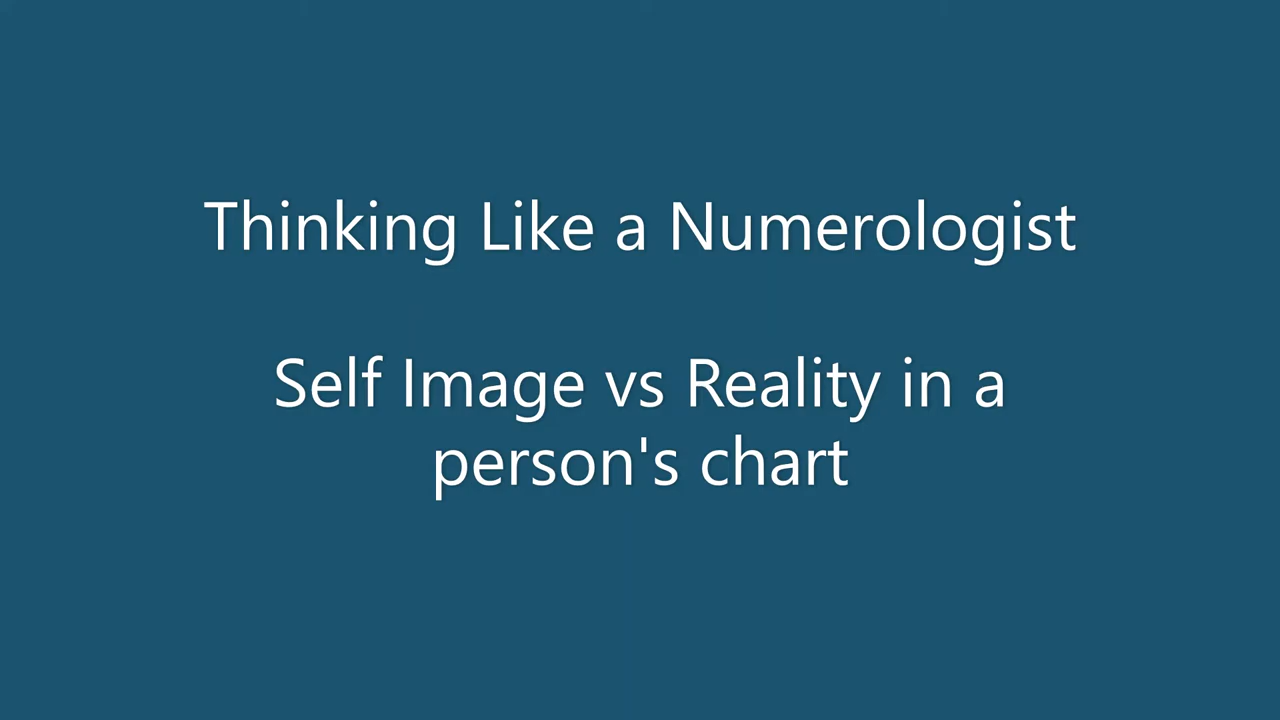 Thinking Like a Numerologist
Self Image vs Reality in a
person's chart